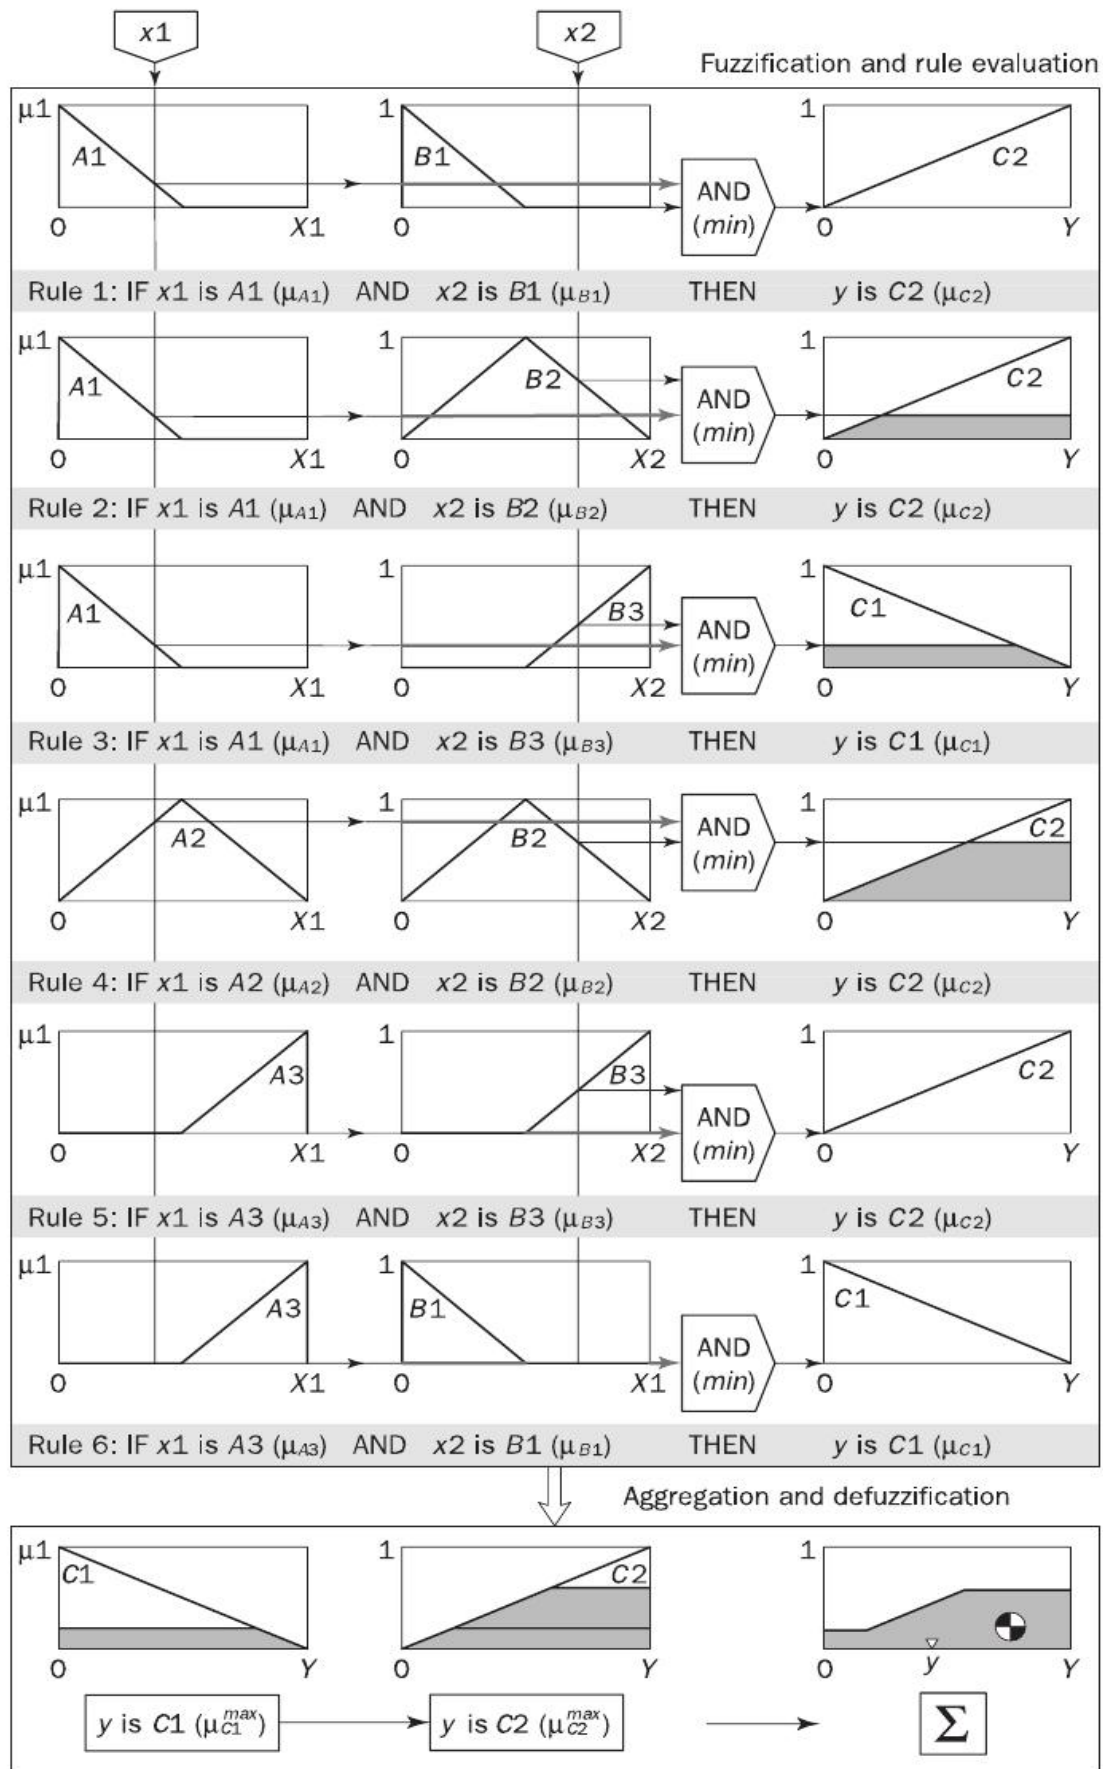 x1 x2
Fuzzification and rule evaluation
μ1 1 1
A1 B1 C2
AND
(min)
0 X1 0 0 Y
Rule 1: IF x1 is A1 (μA1) AND x2 is B1 (μB1) THEN y is C2 (μC2)
μ1 1 1
A1 B2 C2
AND
(min)
0 X1 0 X2 0 Y
Rule 2: IF x1 is A1 (μA1) AND x2 is B2 (μB2) THEN y is C2 (μC2)
μ1 1 1
A1 B3 C1
AND
(min)
0 X1 0 X2 0 Y
Rule 3: IF x1 is A1 (μA1) AND x2 is B3 (μB3) THEN y is C1 (μC1)
μ1 1 1
A2 B2 C2
AND
(min)
0 X1 0 X2 0 Y
Rule 4: IF x1 is A2 (μA2) AND x2 is B2 (μB2) THEN y is C2 (μC2)
μ1 1 1
A3 B3 C2
AND
(min)
0 X1 0 X2 0 Y
Rule 5: IF x1 is A3 (μA3) AND x2 is B3 (μB3) THEN y is C2 (μC2)
μ1 1 1
A3 B1 C1
AND
(min)
0 X1 0 X1 0 Y
Rule 6: IF x1 is A3 (μA3) AND x2 is B1 (μB1) THEN y is C1 (μC1)
Aggregation and defuzzification
μ1 1 1
C1 C2
0 Y 0 Y 0 y Y
y is C1 (μC1max) y is C2 (μC2max) Σ